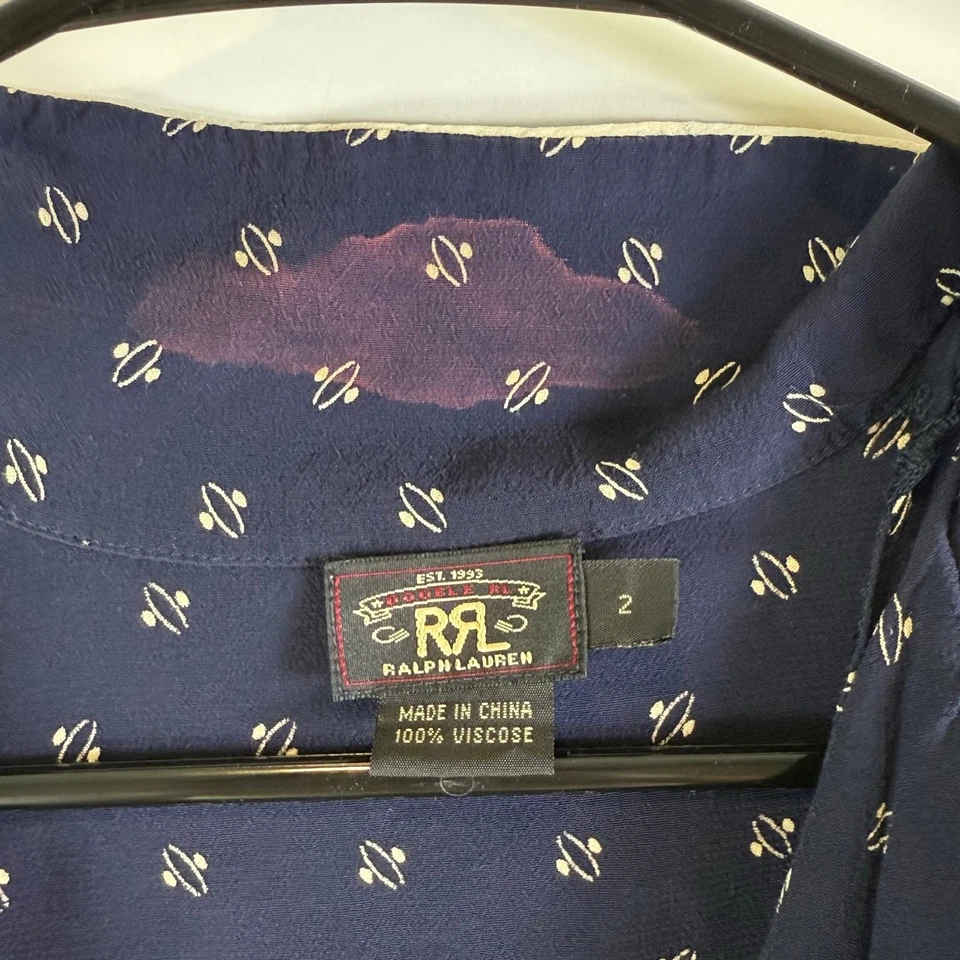 EST. 1993
DOUBLE RL
RRL
RALPH LAUREN
2
MADE IN CHINA
100% VISCOSE